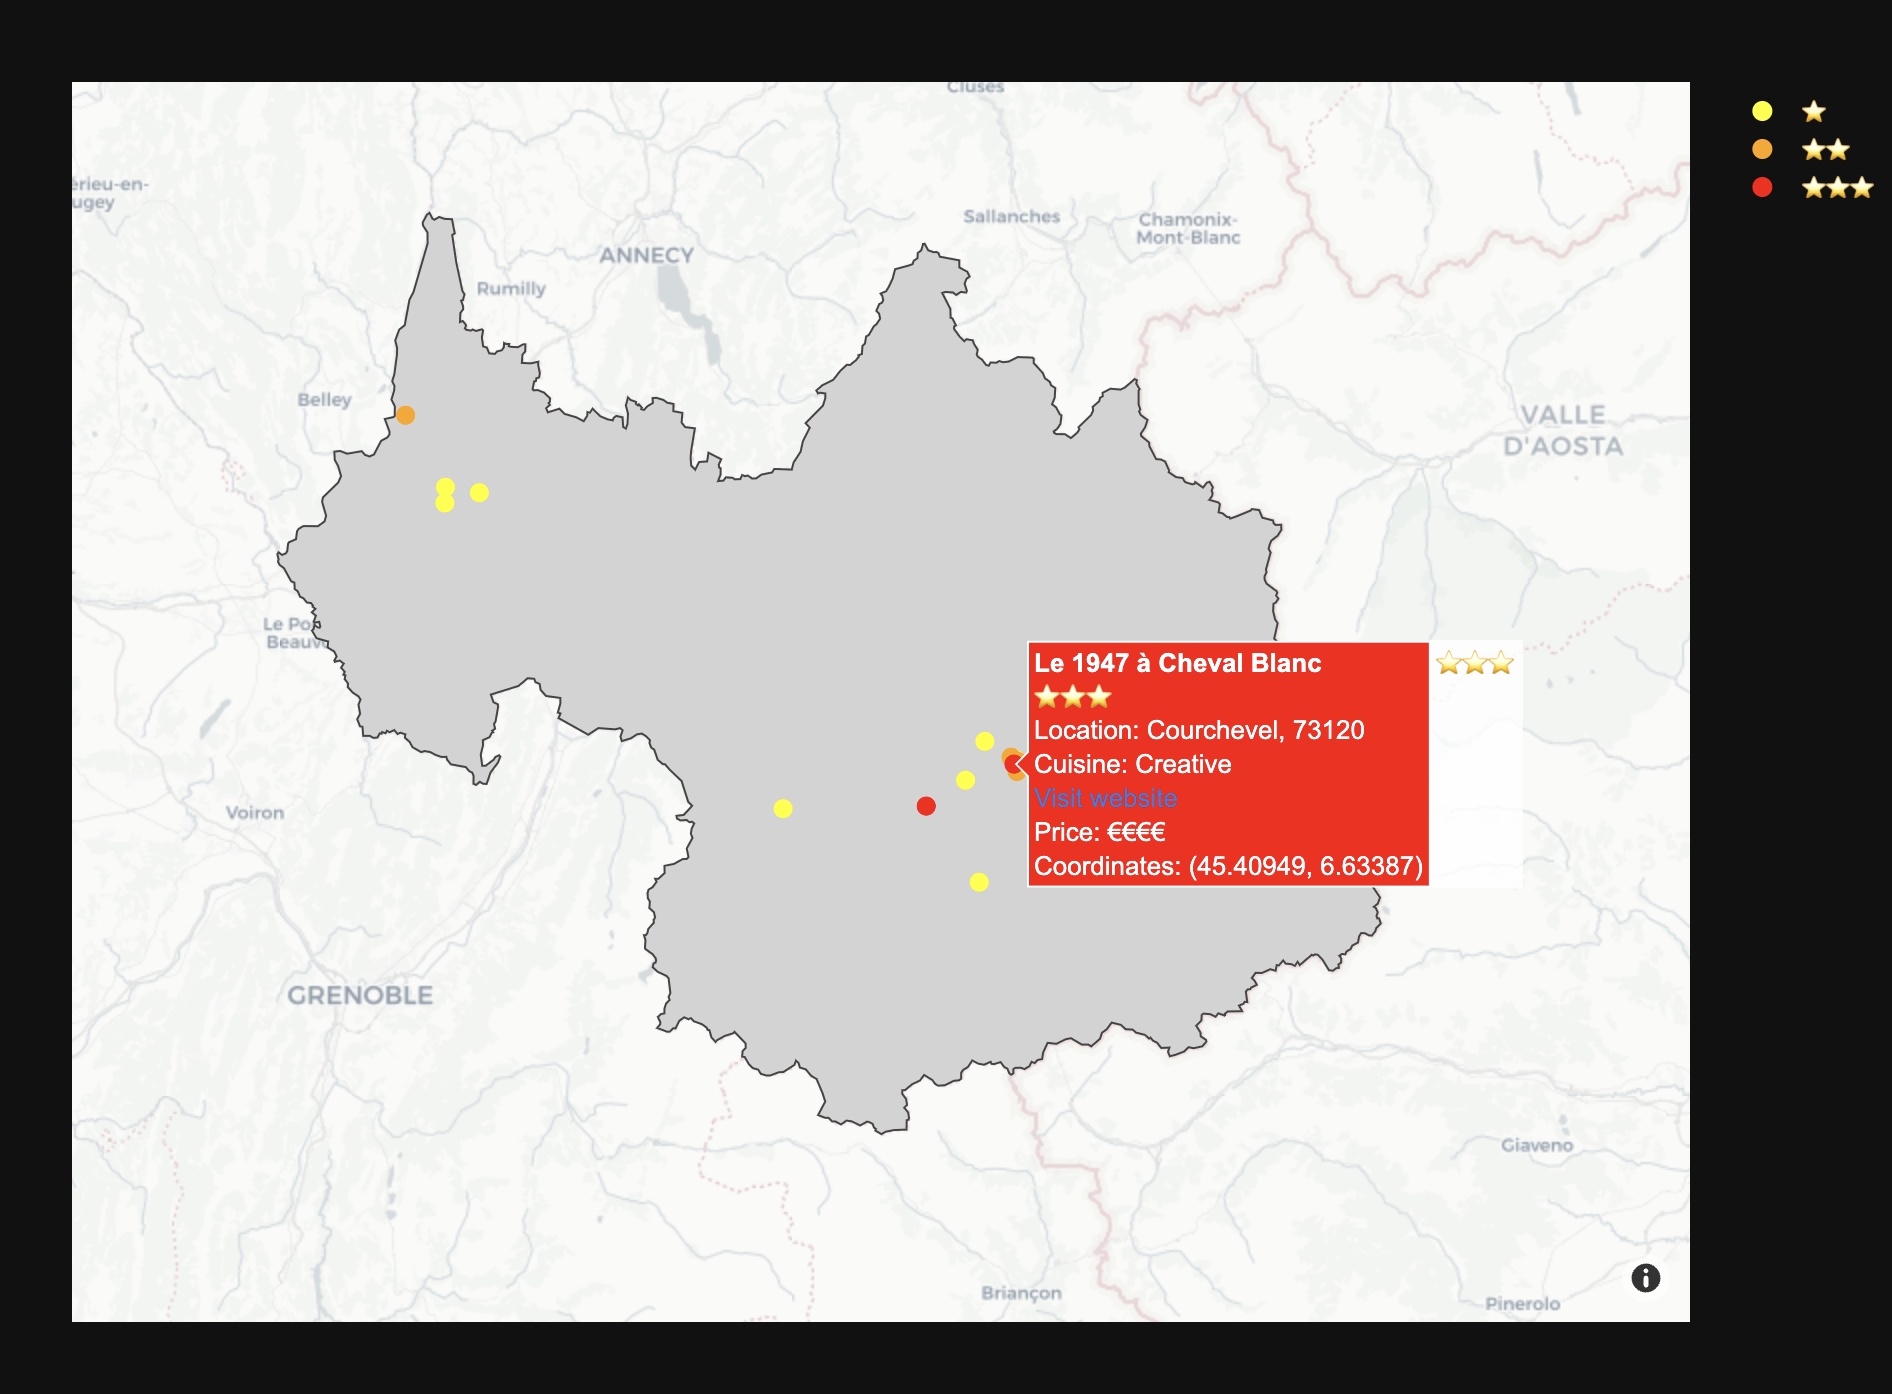 Cluses
érieu-en-
ugey
Sallanches
Chamonix-
Mont-Blanc
ANNECY
Rumilly
Belley
VALLE
D'AOSTA
Le Po
Beauv
Le 1947 à Cheval Blanc
Location: Courchevel, 73120
Cuisine: Creative
Visit website
Price: €€€€
Coordinates: (45.40949, 6.63387)
Voiron
GRENOBLE
Giaveno
Briançon
Pinerolo